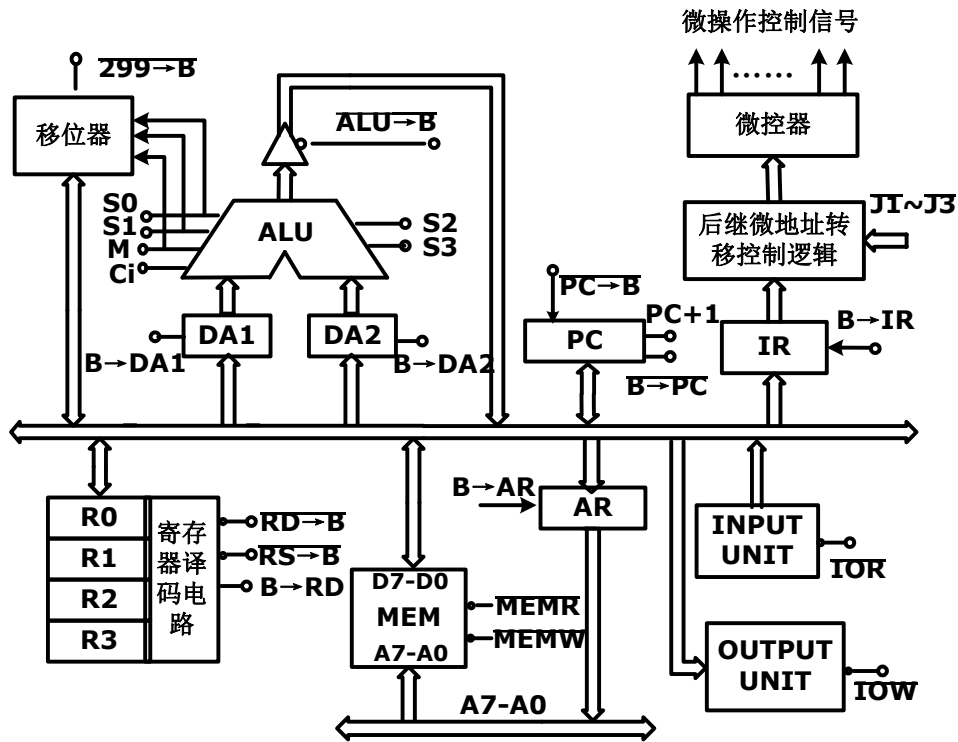 微操作控制信号
299→B
移位器
ALU→B
……
微控器
S0
S1
M
Ci
ALU
S2
S3
后继微地址转
移控制逻辑
J1~J3
PC→B
DA1
DA2
B→DA1
B→DA2
PC
PC+1
B→PC
IR
B→IR
R0
R1
R2
R3
寄存
器译
码电
路
RD→B
RS→B
B→RD
B→AR
AR
D7-D0
MEM
A7-A0
MEMR
MEMW
INPUT
UNIT
IOR
OUTPUT
UNIT
IOW
A7-A0